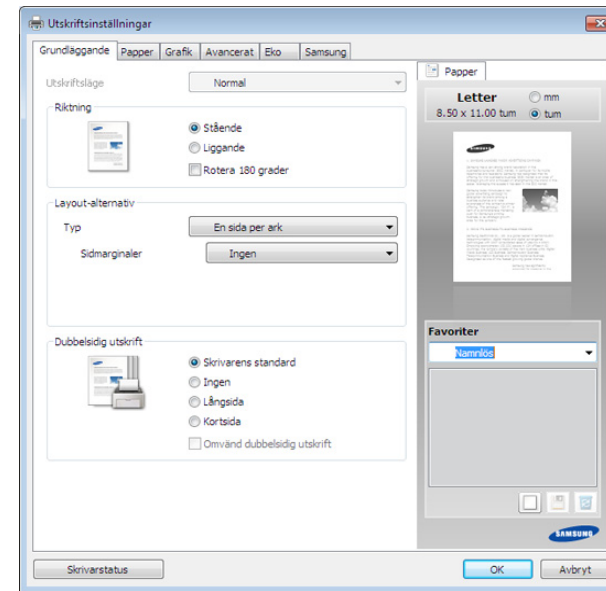 Utskriftsinställningar
Grundläggande Papper Grafik Avancerat Eko Samsung
Utskriftsläge Normal
Riktning
Stående
Liggande
Rotera 180 grader
Layout-alternativ
Typ En sida per ark
Sidmarginaler Ingen
Dubbelsidig utskrift
Skrivarens standard
Ingen
Långsida
Kortsida
Omvänd dubbelsidig utskrift
Papper
Letter mm
8.50 x 11.00 tum tum
SAMSUNG
Favoriter
Namnlös
SAMSUNG
Skrivarstatus OK Avbryt